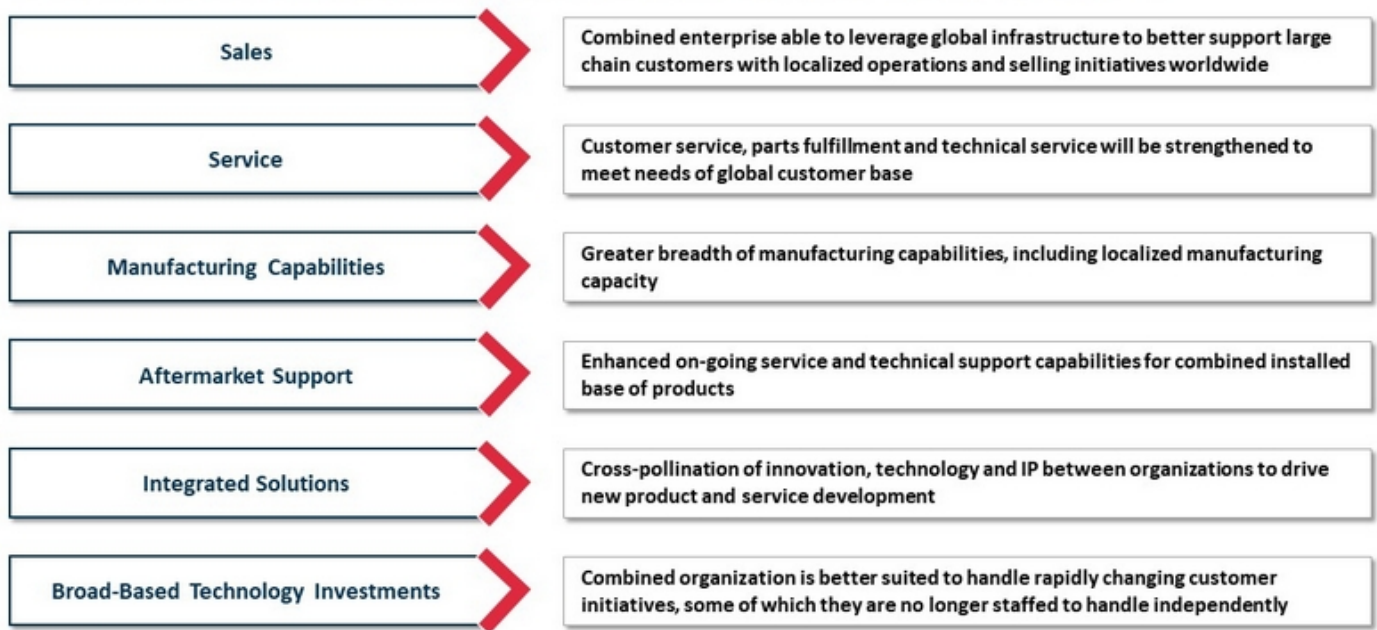 Sales
Combined enterprise able to leverage global infrastructure to better support large
chain customers with localized operations and selling initiatives worldwide
Service
Customer service, parts fulfillment and technical service will be strengthened to
meet needs of global customer base
Manufacturing Capabilities
Greater breadth of manufacturing capabilities, including localized manufacturing
capacity
Aftermarket Support
Enhanced on-going service and technical support capabilities for combined installed
base of products
Integrated Solutions
Cross-pollination of innovation, technology and IP between organizations to drive
new product and service development
Broad-Based Technology Investments
Combined organization is better suited to handle rapidly changing customer
initiatives, some of which they are no longer staffed to handle independently